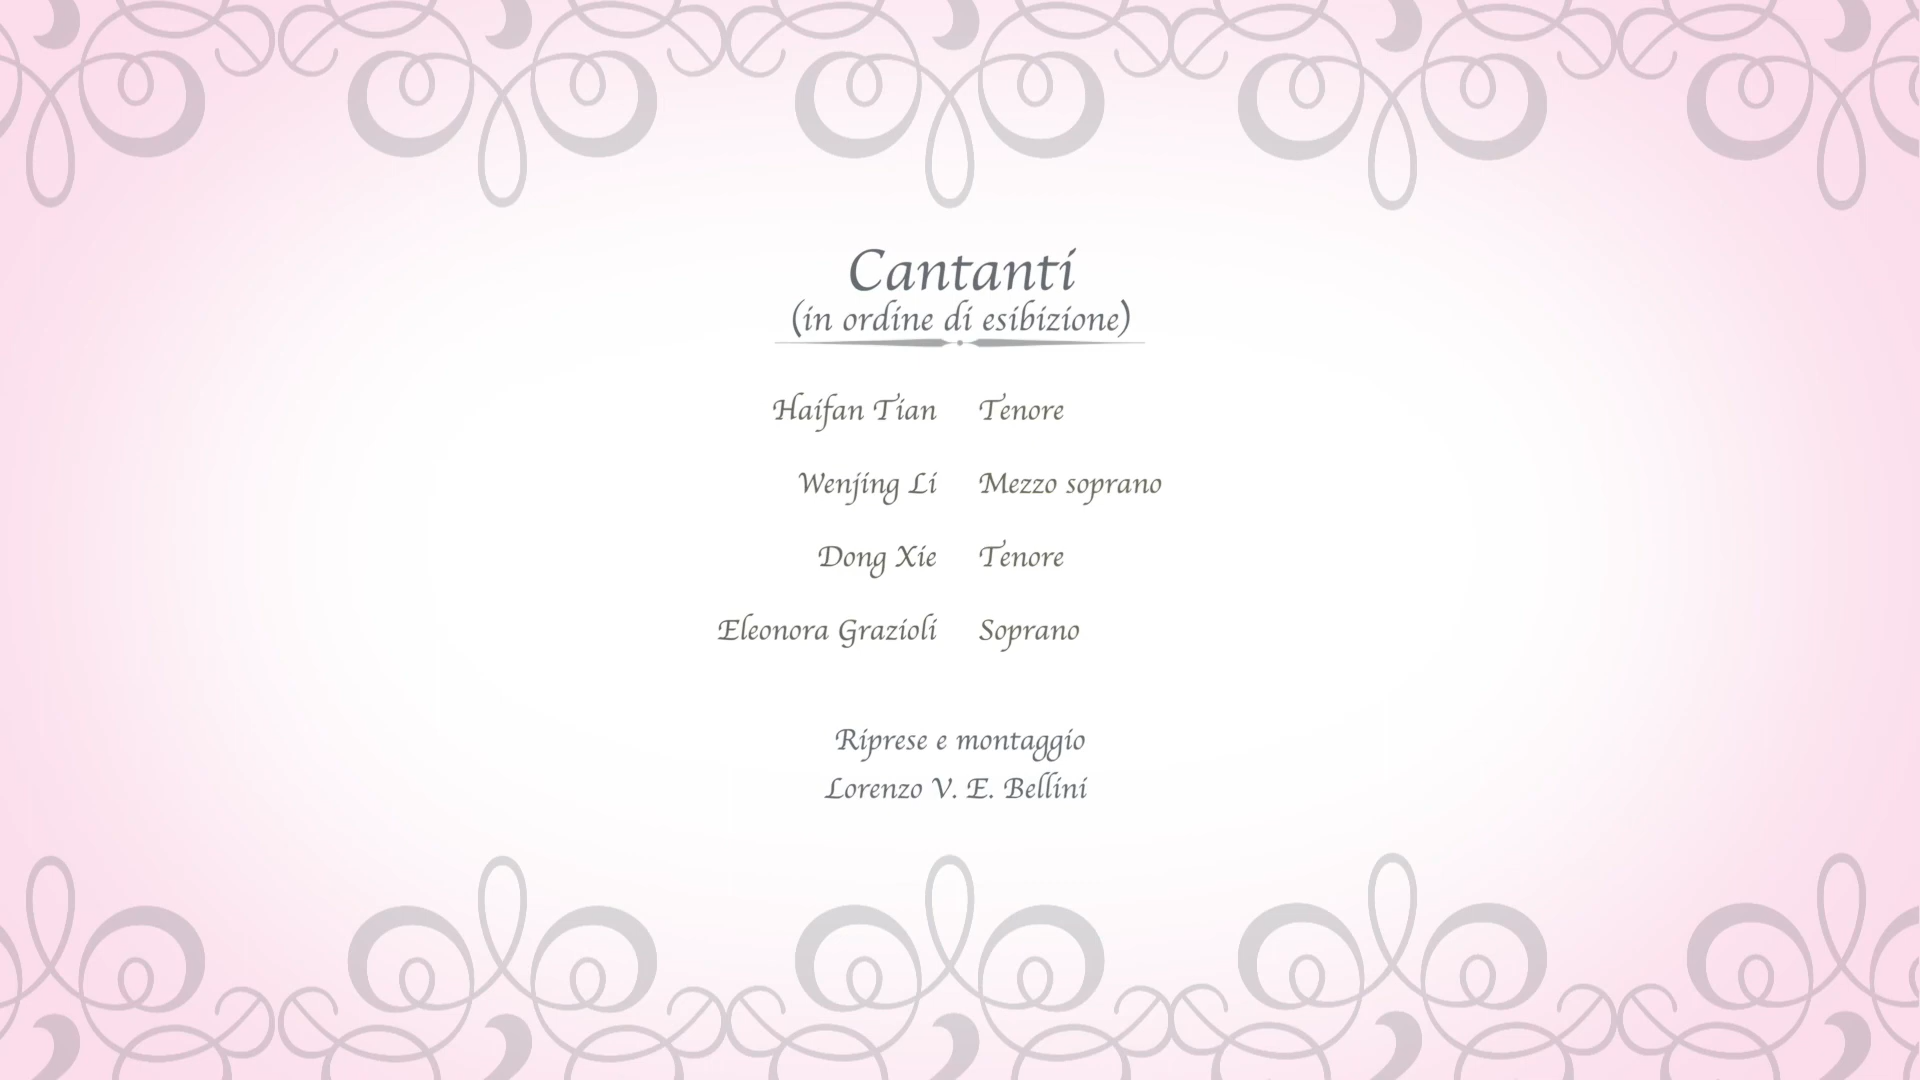 Cantanti
(in ordine di esibizione)
Haifan Tian Tenore
Wenjing Li Mezzo soprano
Dong Xie Tenore
Eleonora Grazioli Soprano
Riprese e montaggio
Lorenzo V. E. Bellini